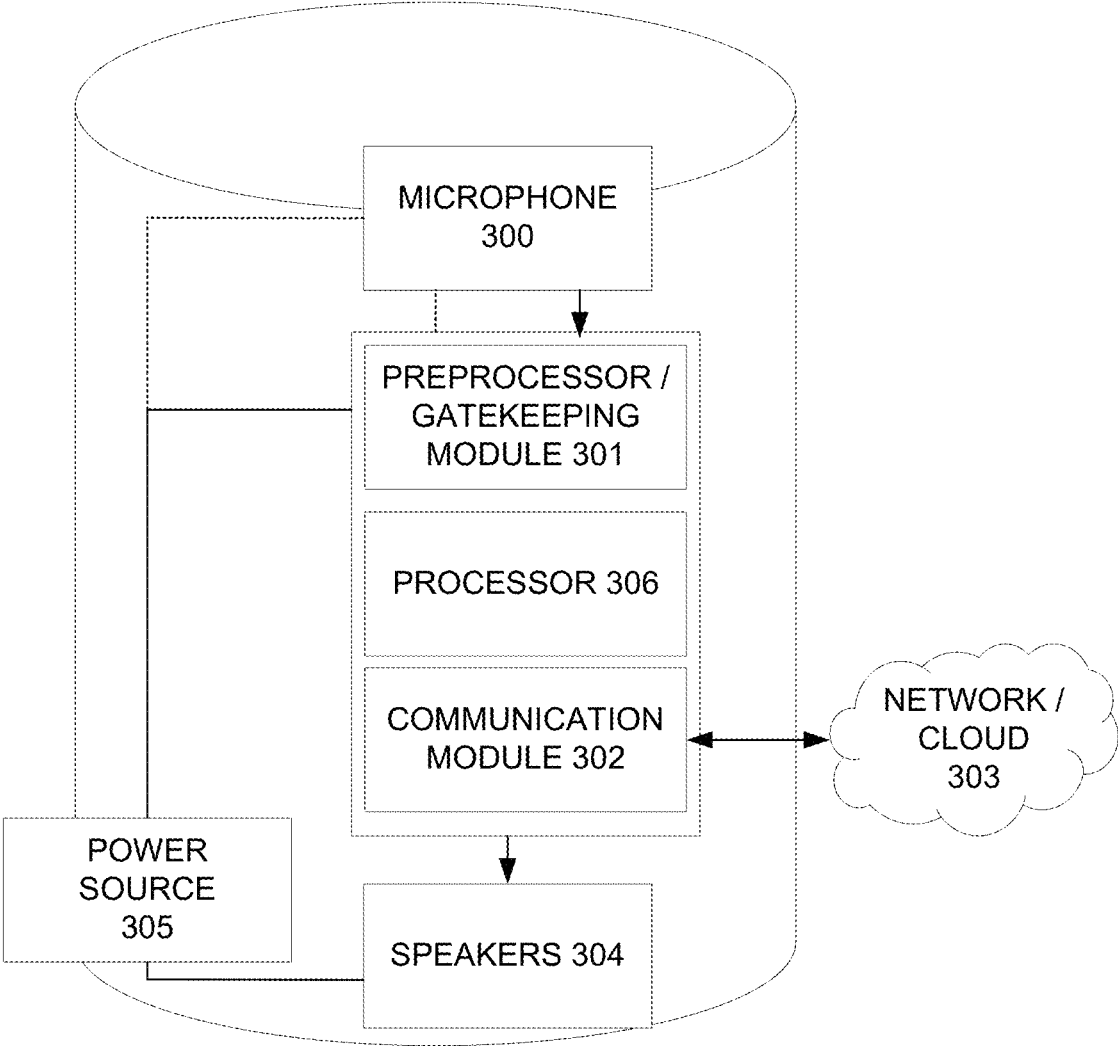 MICROPHONE
300
PREPROCESSOR /
GATEKEEPING
MODULE 301
PROCESSOR 306
COMMUNICATION
MODULE 302
NETWORK /
CLOUD
303
POWER
SOURCE
305
SPEAKERS 304